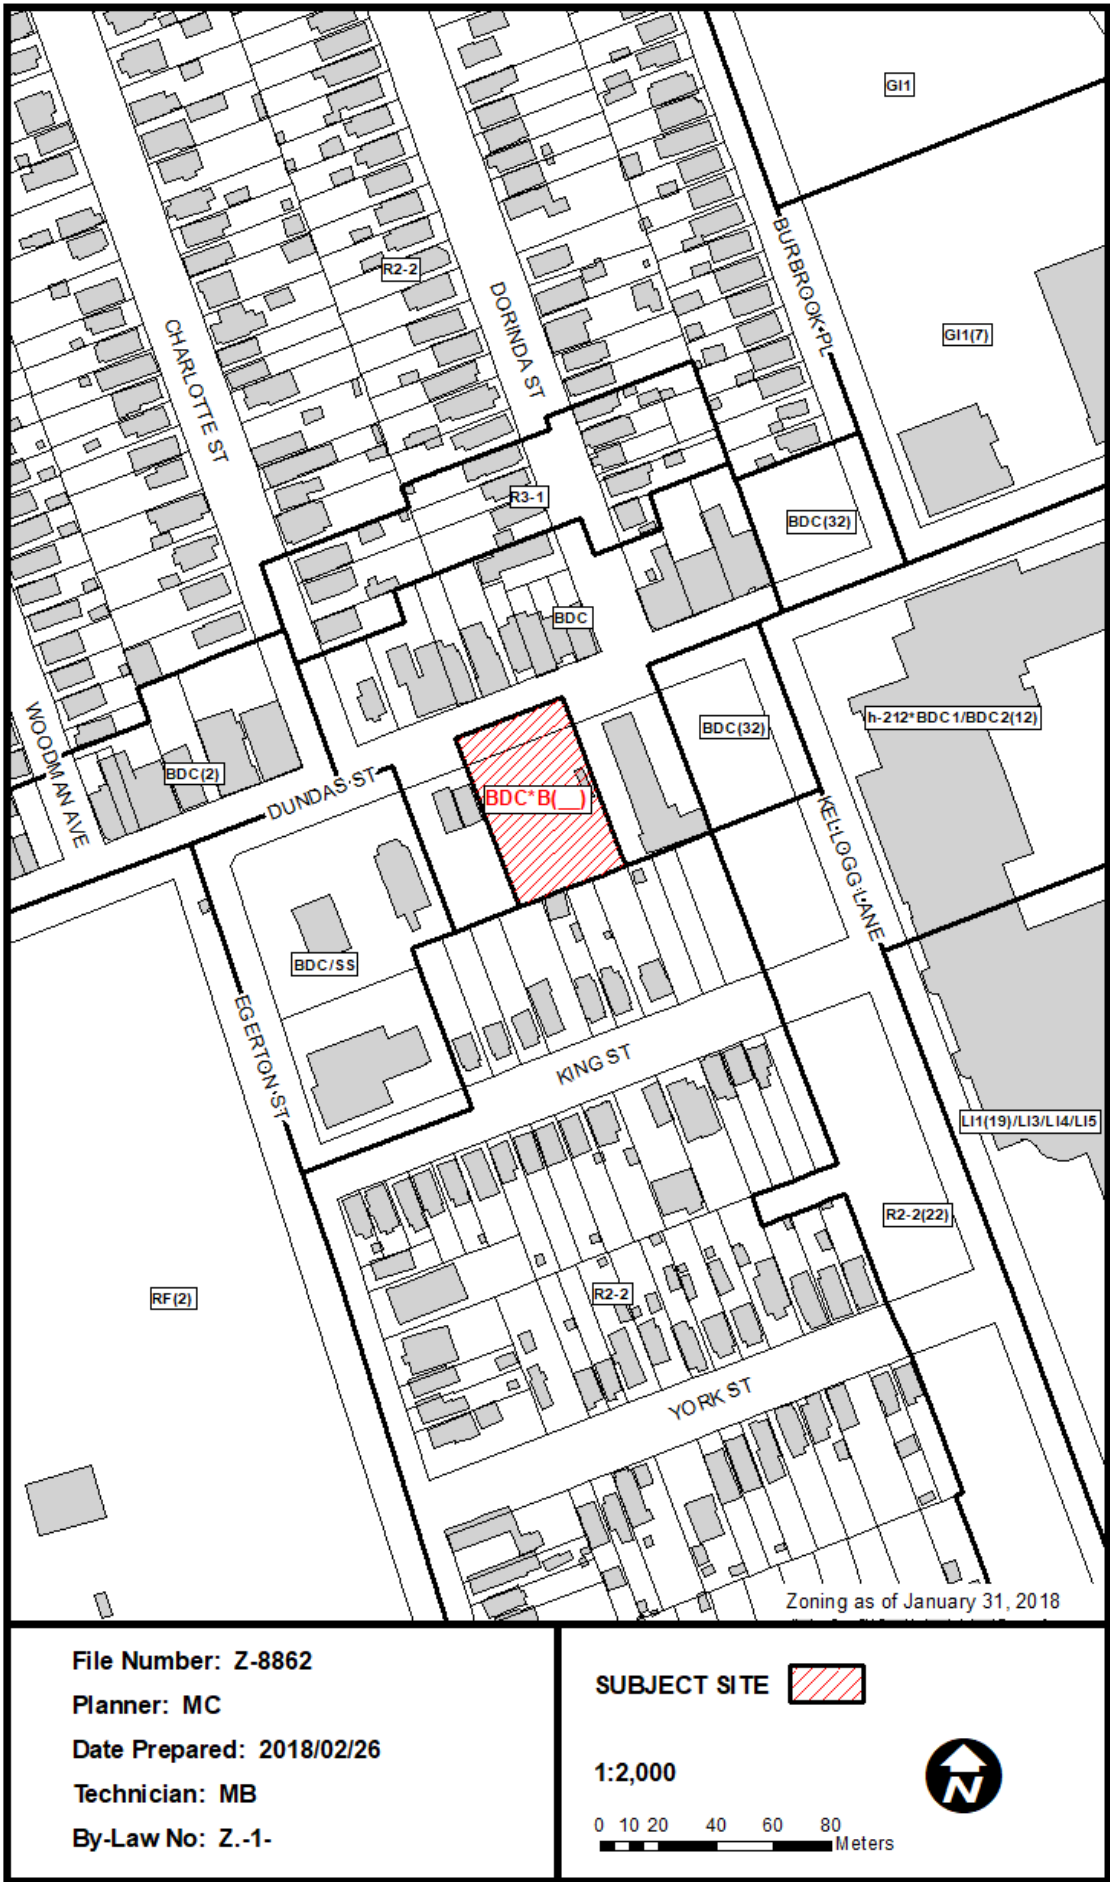 GI1
BURBROOK PL
R2-2
DORINDA ST
CHARLOTTE ST
GI1(7)
R3-1
BDC(32)
BDC
WOODMAN AVE
BDC(2)
DUNDAS ST
BDC*B(__)
BDC(32)
h-212*BDC1/BDC2(12)
KELLOGG LANE
BDC/SS
EGERTON ST
KING ST
LI1(19)/LI3/LI4/LI5
R2-2(22)
RF(2)
R2-2
YORK ST
Zoning as of January 31, 2018
File Number: Z-8862
Planner: MC
Date Prepared: 2018/02/26
Technician: MB
By-Law No: Z.-1-
SUBJECT SITE
1:2,000
N
0 10 20 40 60 80
Meters